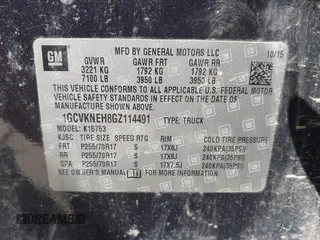 GM
MFD BY GENERAL MOTORS LLC
10/15
GVWR GAWR FRT GAWR RR
3221 KG 1792 KG 1792 KG
7100 LB 3950 LB 3950 LB
THIS VEHICLE CONFORMS TO ALL APPLICABLE U.S. FEDERAL
MOTOR VEHICLE SAFETY STANDARDS IN EFFECT ON
THE DATE OF MANUFACTURE SHOWN ABOVE.
1GCVKNEH8GZ114491 TYPE: TRUCK
MODEL: K15753
KJSC TIRE SIZE SPEED RTG RIM COLD TIRE PRESSURE
FRT P255/70R17 S 17X8J 240KPA(35PSI)
RR P255/70R17 S 17X8J 240KPA(35PSI)
SPA P255/70R17 S 17X7.5J 240KPA(35PSI)
SEE OWNER'S MANUAL FOR MORE INFORMATION.